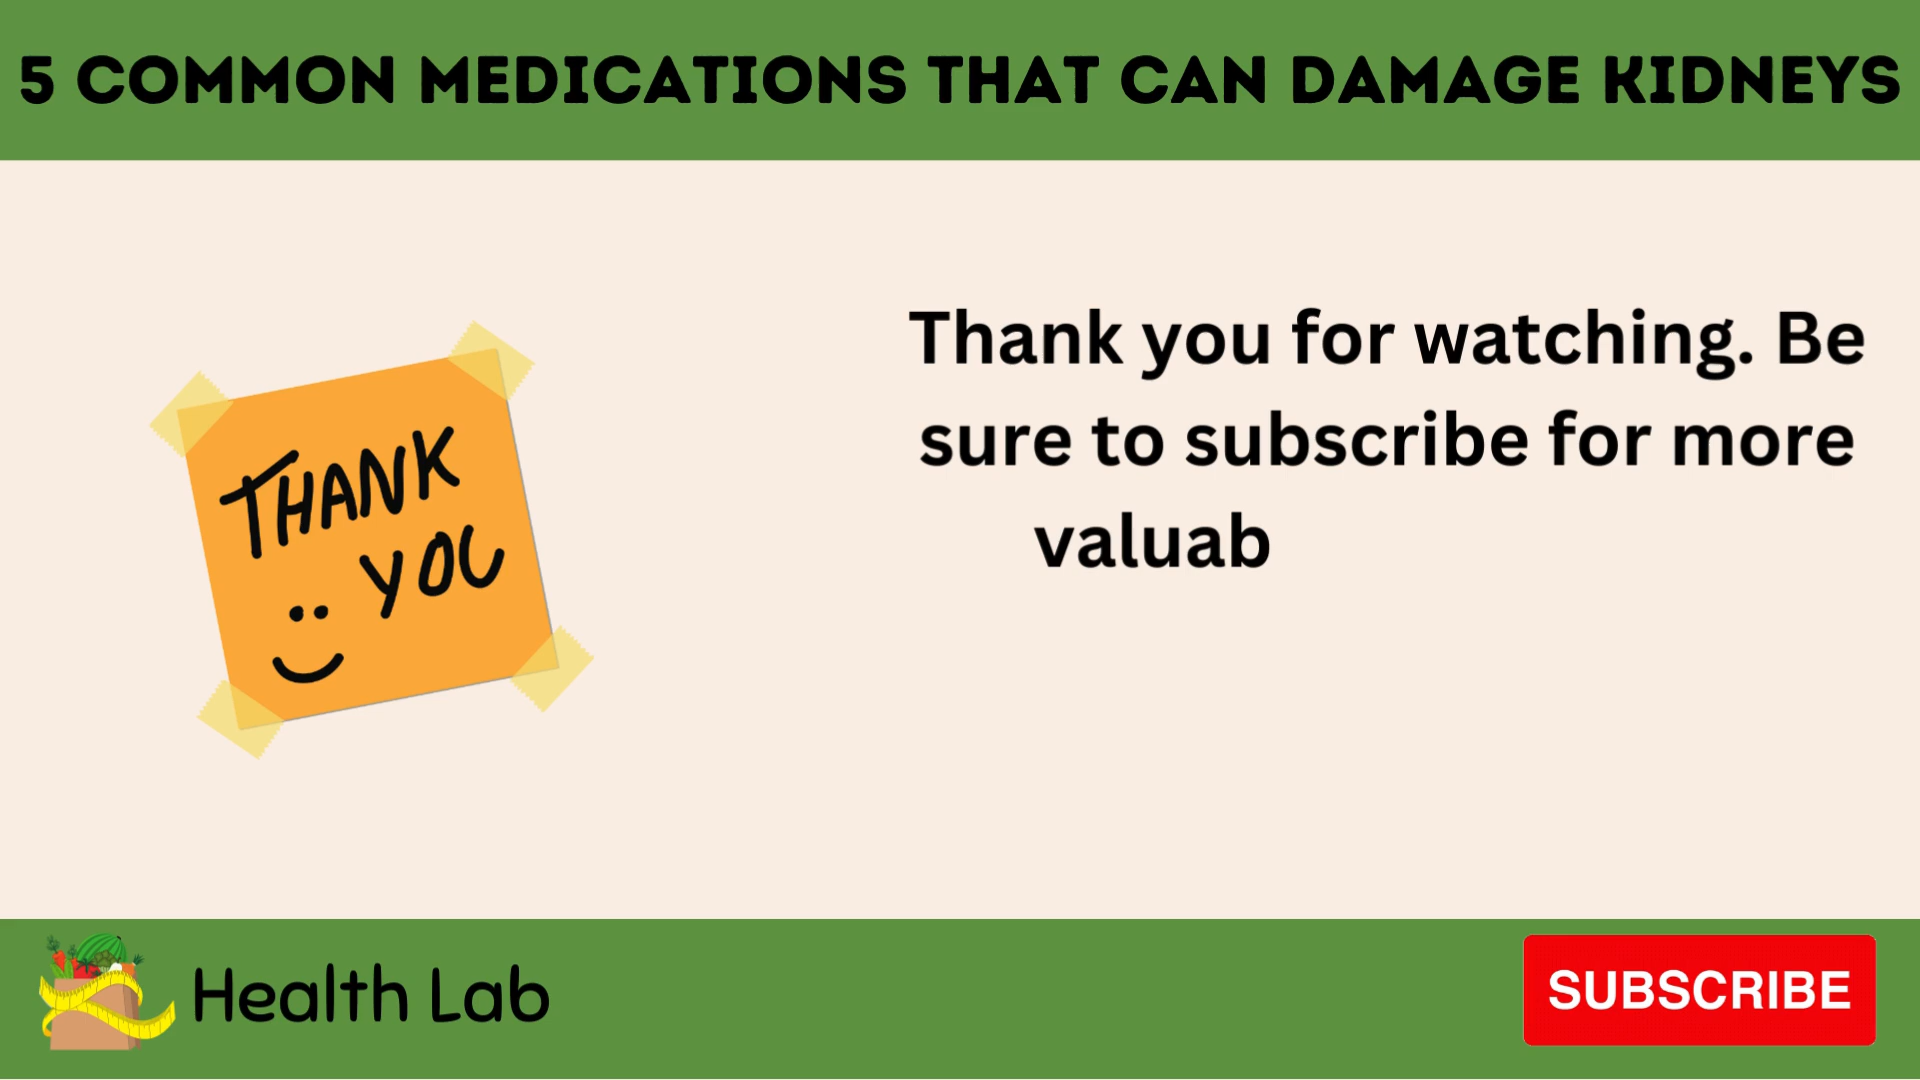 5 COMMON MEDICATIONS THAT CAN DAMAGE KIDNEYS
THANK
YOU
Thank you for watching. Be
sure to subscribe for more
valuab
Health Lab
SUBSCRIBE